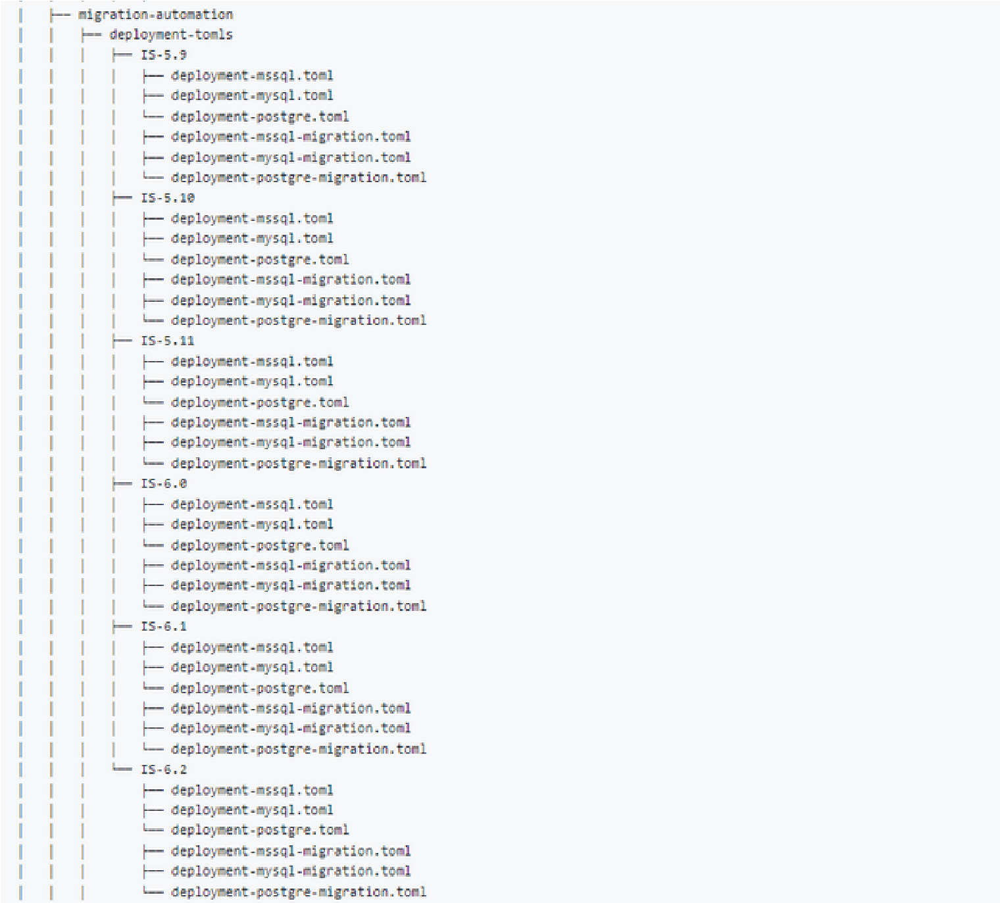 │   ├── migration-automation
│   │   ├── deployment-tomls
│   │   │   ├── IS-5.9
│   │   │   │   ├── deployment-mssql.toml
│   │   │   │   ├── deployment-mysql.toml
│   │   │   │   └── deployment-postgre.toml
│   │   │   │   ├── deployment-mssql-migration.toml
│   │   │   │   ├── deployment-mysql-migration.toml
│   │   │   │   └── deployment-postgre-migration.toml
│   │   │   ├── IS-5.10
│   │   │   │   ├── deployment-mssql.toml
│   │   │   │   ├── deployment-mysql.toml
│   │   │   │   └── deployment-postgre.toml
│   │   │   │   ├── deployment-mssql-migration.toml
│   │   │   │   ├── deployment-mysql-migration.toml
│   │   │   │   └── deployment-postgre-migration.toml
│   │   │   ├── IS-5.11
│   │   │   │   ├── deployment-mssql.toml
│   │   │   │   ├── deployment-mysql.toml
│   │   │   │   └── deployment-postgre.toml
│   │   │   │   ├── deployment-mssql-migration.toml
│   │   │   │   ├── deployment-mysql-migration.toml
│   │   │   │   └── deployment-postgre-migration.toml
│   │   │   ├── IS-6.0
│   │   │   │   ├── deployment-mssql.toml
│   │   │   │   ├── deployment-mysql.toml
│   │   │   │   └── deployment-postgre.toml
│   │   │   │   ├── deployment-mssql-migration.toml
│   │   │   │   ├── deployment-mysql-migration.toml
│   │   │   │   └── deployment-postgre-migration.toml
│   │   │   ├── IS-6.1
│   │   │   │   ├── deployment-mssql.toml
│   │   │   │   ├── deployment-mysql.toml
│   │   │   │   └── deployment-postgre.toml
│   │   │   │   ├── deployment-mssql-migration.toml
│   │   │   │   ├── deployment-mysql-migration.toml
│   │   │   │   └── deployment-postgre-migration.toml
│   │   │   └── IS-6.2
│   │   │       ├── deployment-mssql.toml
│   │   │       ├── deployment-mysql.toml
│   │   │       └── deployment-postgre.toml
│   │   │       ├── deployment-mssql-migration.toml
│   │   │       ├── deployment-mysql-migration.toml
│   │   │       └── deployment-postgre-migration.toml